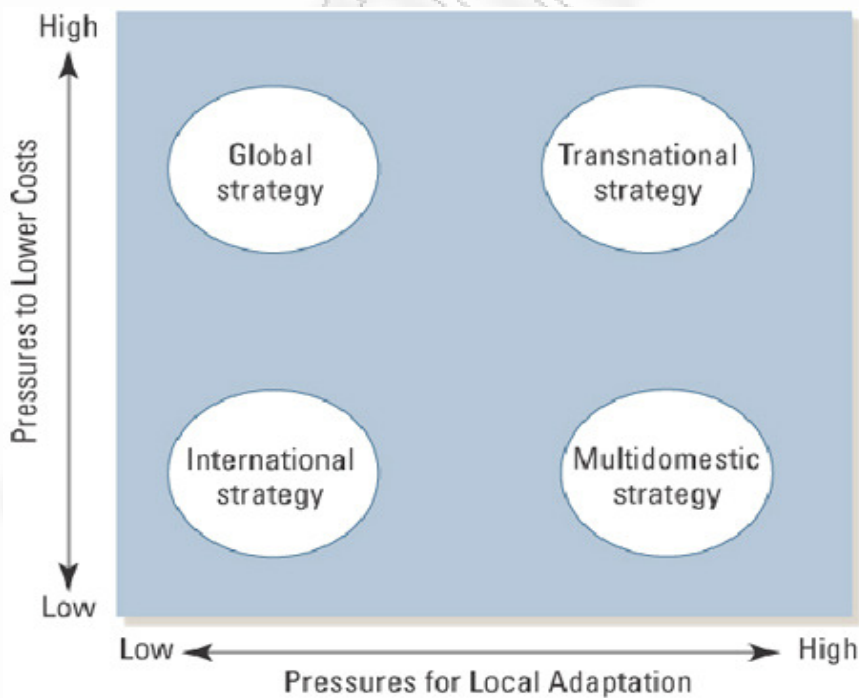 High
Global
strategy
Transnational
strategy
Pressures to Lower Costs
International
strategy
Multidomestic
strategy
Low
Low
High
Pressures for Local Adaptation